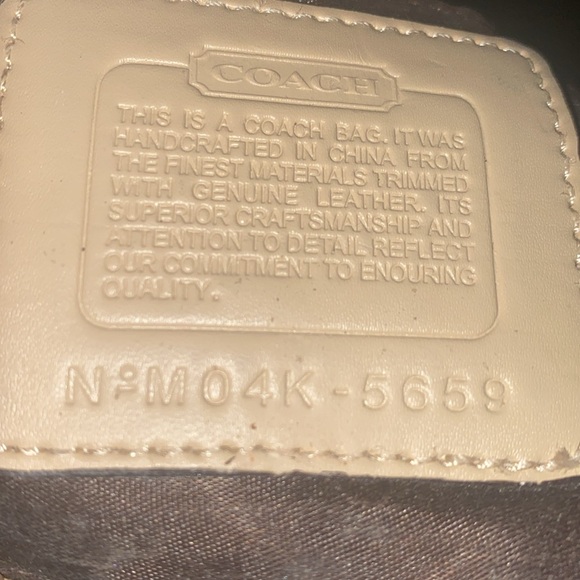 COACH
THIS IS A COACH BAG. IT WAS
HANDCRAFTED IN CHINA FROM
THE FINEST MATERIALS TRIMMED
WITH GENUINE LEATHER. ITS
SUPERIOR CRAFTSMANSHIP AND
ATTENTION TO DETAIL REFLECT
OUR COMMITMENT TO ENOURING
QUALITY.
Nº M04K-5659